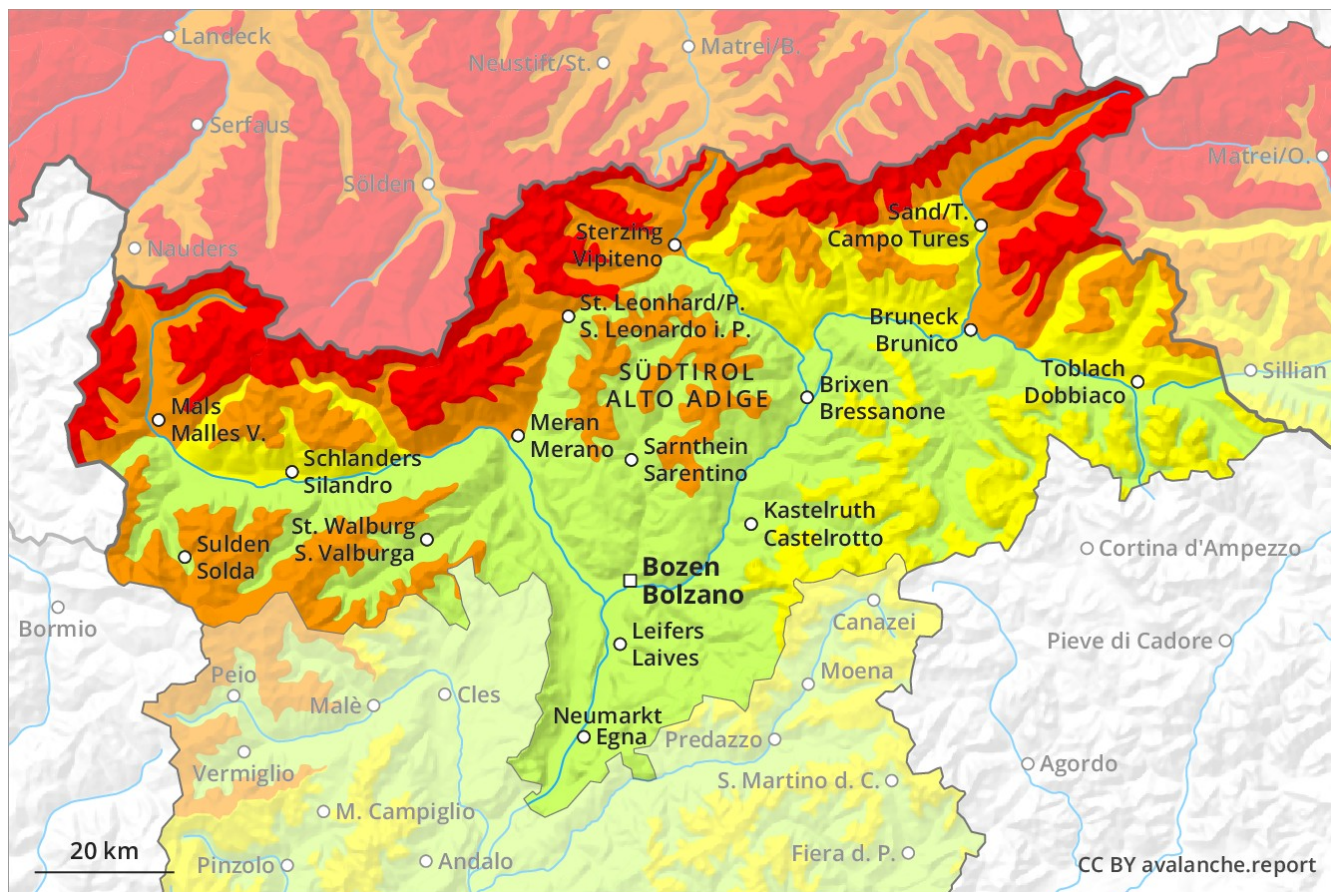 Landeck
Matrei/B.
Neustift/St.
Serfaus
Matrei/O.
Sölden
Sand/T.
Campo Tures
Sterzing
Vipiteno
Nauders
St. Leonhard/P.
S. Leonardo i. P.
Bruneck
Brunico
SÜDTIROL
ALTO ADIGE
Toblach
Dobbiaco
Sillian
Brixen
Bressanone
Mals
Malles V.
Meran
Merano
Sarnthein
Sarentino
Schlanders
Silandro
Kastelruth
Castelrotto
St. Walburg
S. Valburga
Sulden
Solda
Cortina d'Ampezzo
Bozen
Bolzano
Bormio
Canazei
Leifers
Laives
Pieve di Cadore
Moena
Peio
Cles
Malè
Neumarkt
Egna
Predazzo
Vermiglio
Agordo
S. Martino d. C.
M. Campiglio
20 km
Pinzolo
Andalo
Fiera d. P.
CC BY avalanche.report